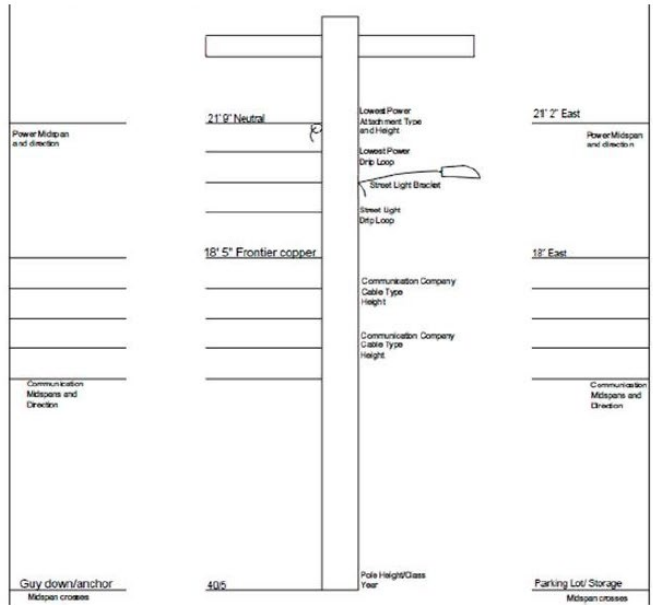 21' 9" Neutral
Lowest Power
Attachment Type
and Height
21' 2" East
Power Midspan
and direction
Power Midspan
and direction
Lowest Power
Drip Loop
Street Light Bracket
Street Light
Drip Loop
18' 5" Frontier copper
18" East
Communication Company
Cable Type
Height
Communication Company
Cable Type
Height
Communication
Midspans and
Direction
Communication
Midspans and
Direction
Guy down/anchor
40/5
Pole Height/Class
Year
Parking Lot/ Storage
Midspan crosses
Midspan crosses